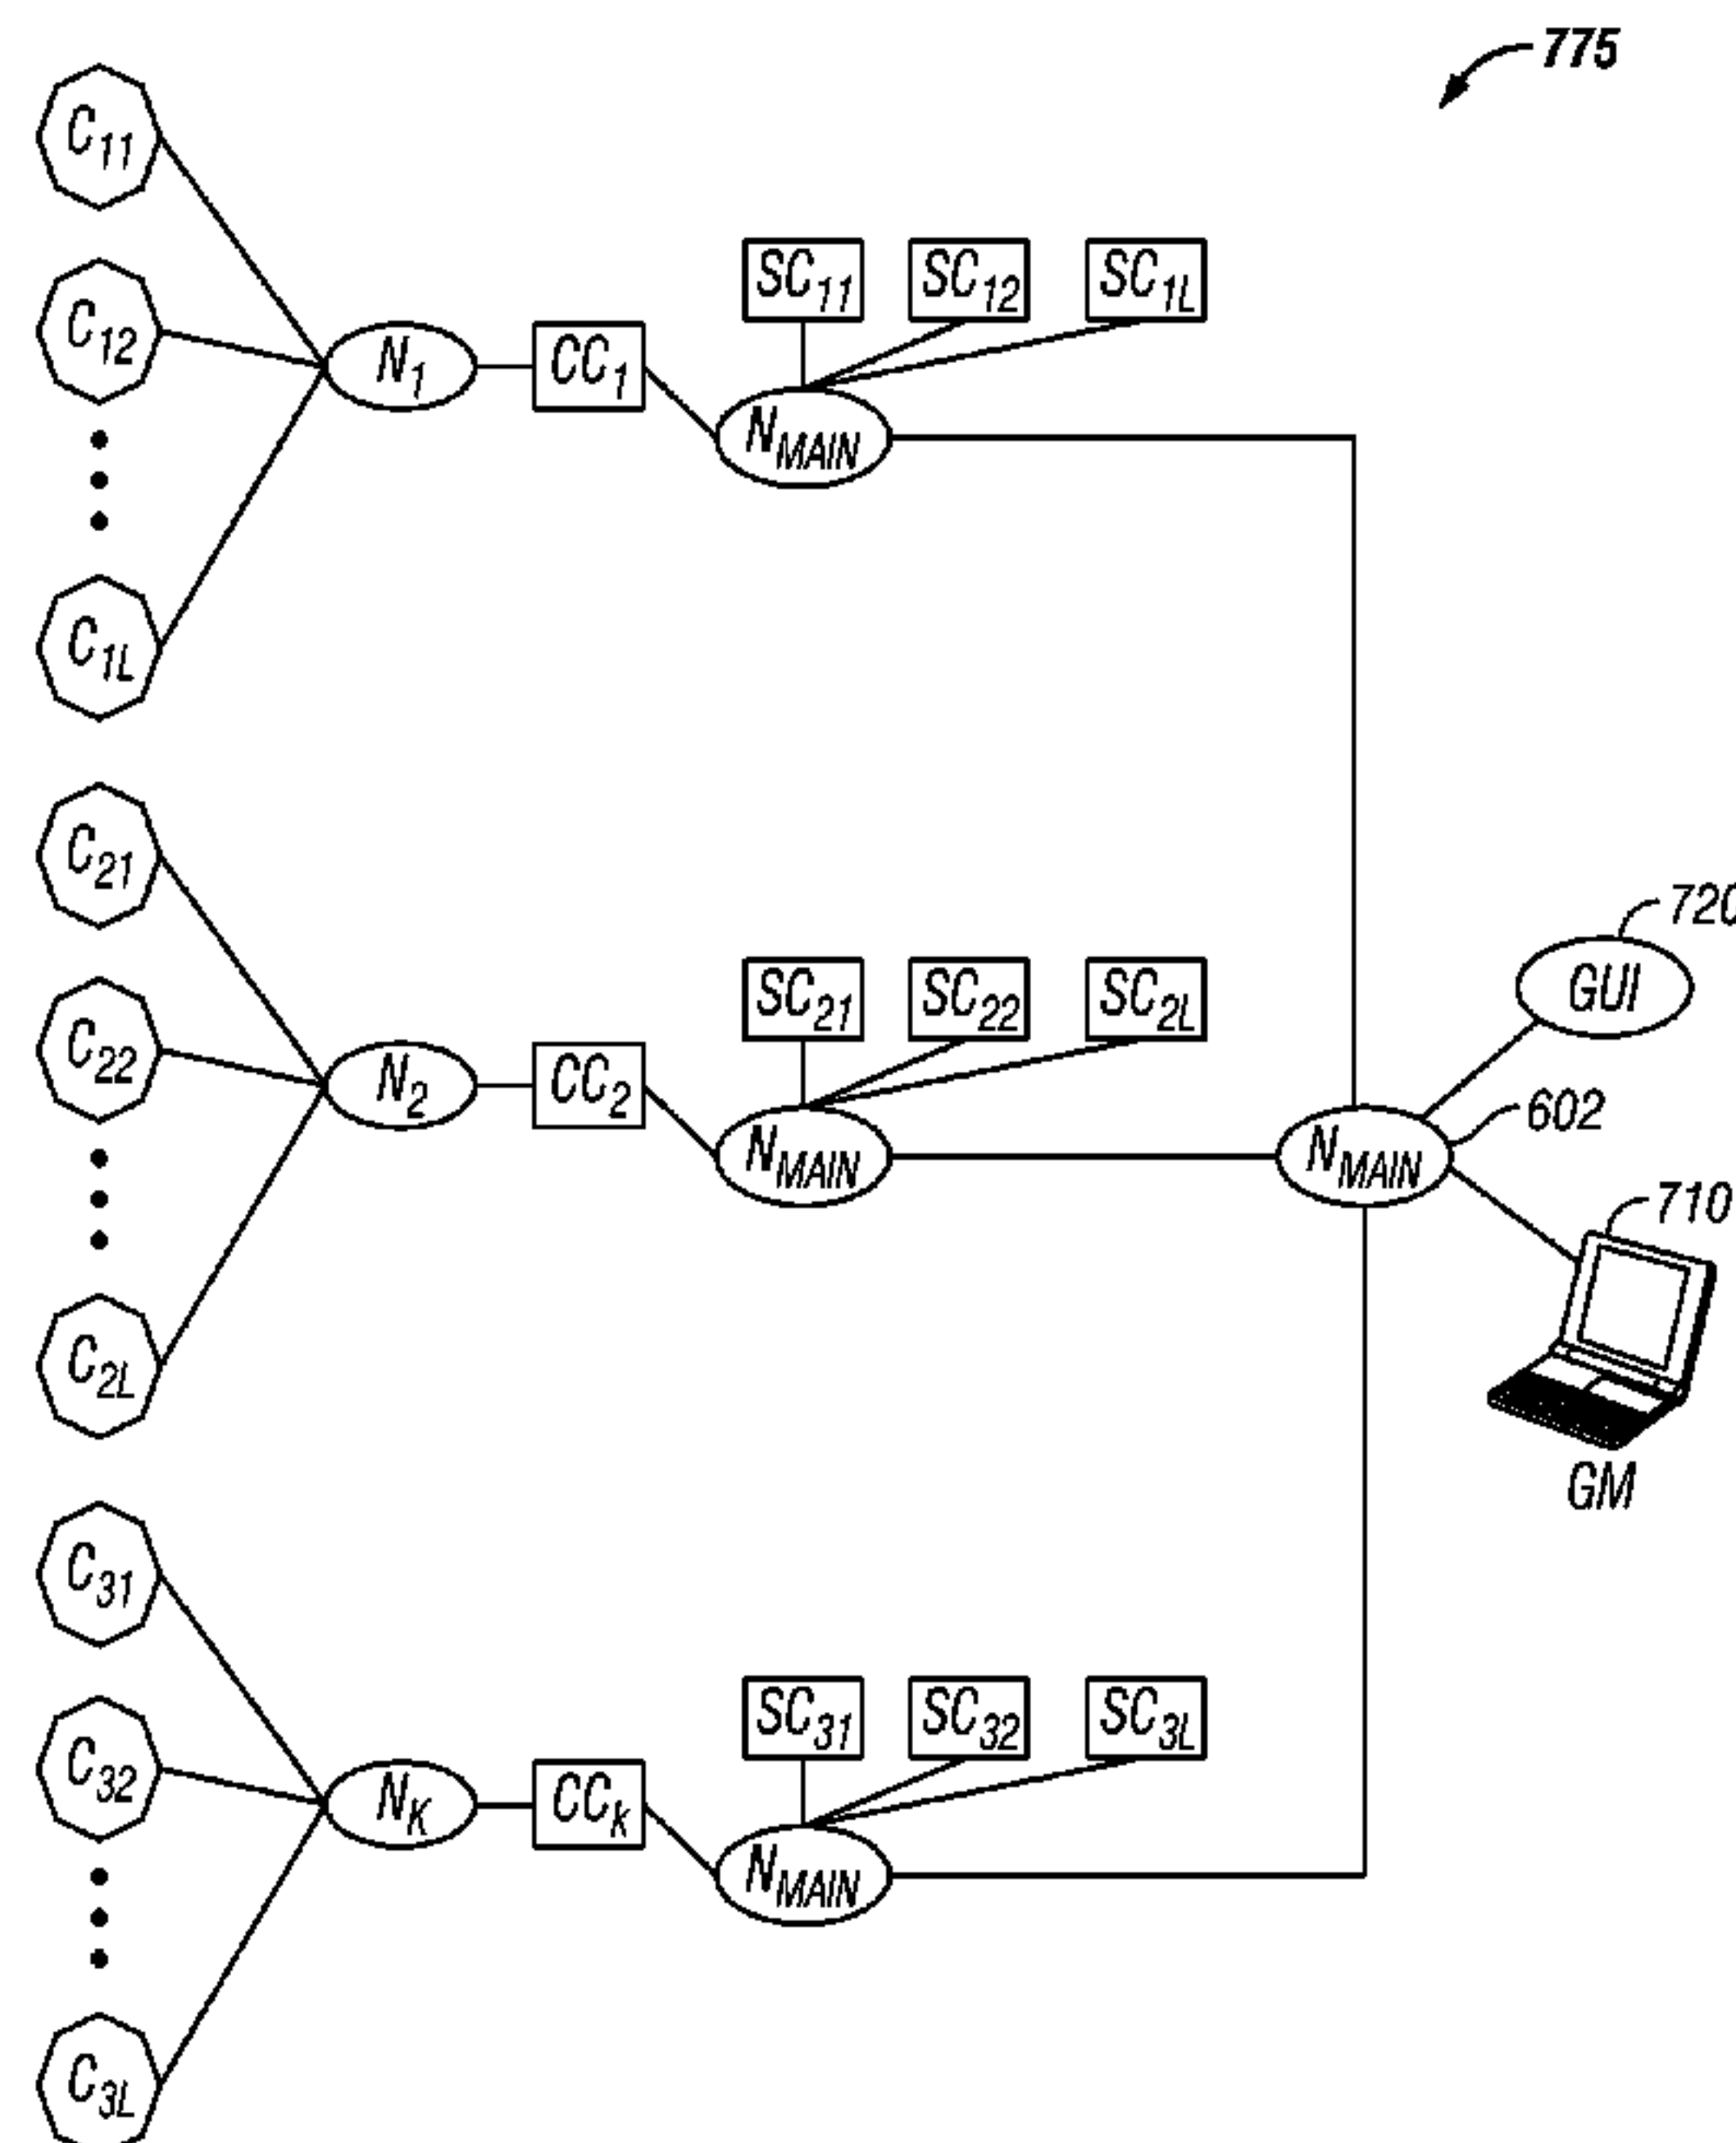 775
C11
SC11 SC12 SC1L
C12
N1 CC1
NMAIN
C1L
C21
720
SC21 SC22 SC2L
GUI
C22
N2 CC2
602
NMAIN NMAIN
710
C2L
GM
C31
SC31 SC32 SC3L
C32
NK CCK
NMAIN
C3L